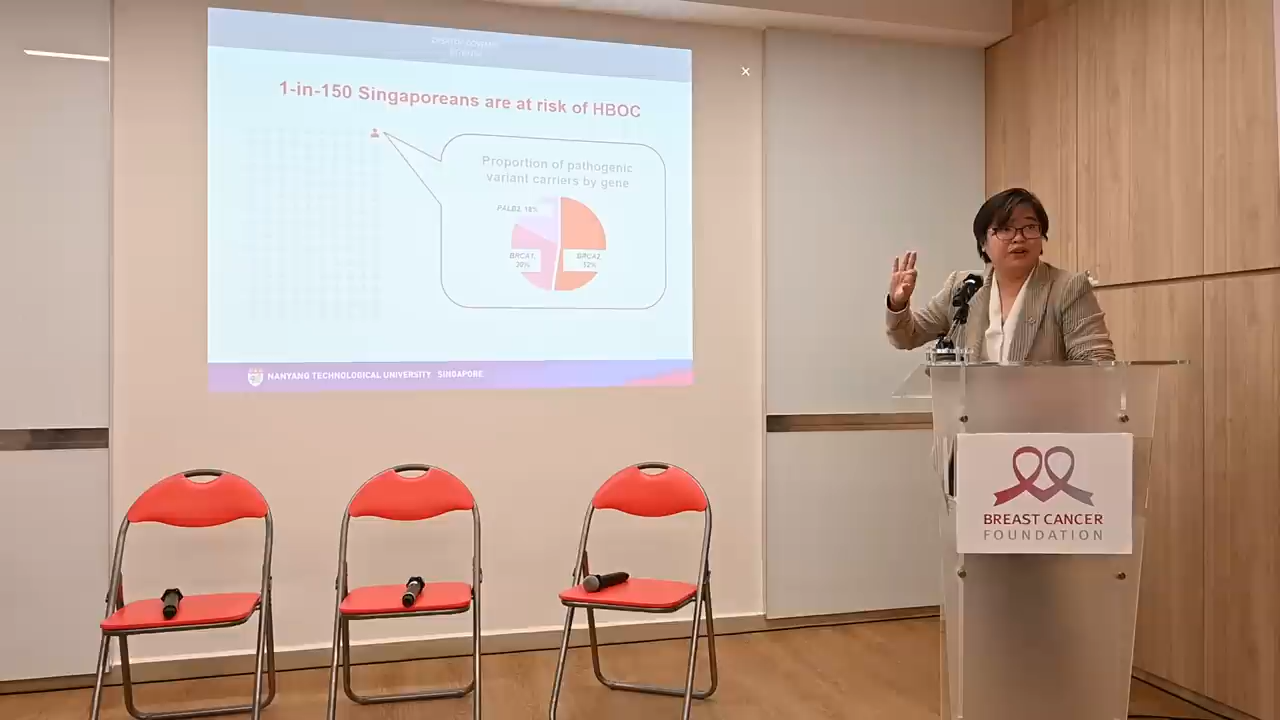 1-in-150 Singaporeans are at risk of HBOC
Proportion of pathogenic
variant carriers by gene
PALB2, 18%
BRCA1,
30%
BRCA2,
52%
NANYANG TECHNOLOGICAL UNIVERSITY SINGAPORE
BREAST CANCER
FOUNDATION